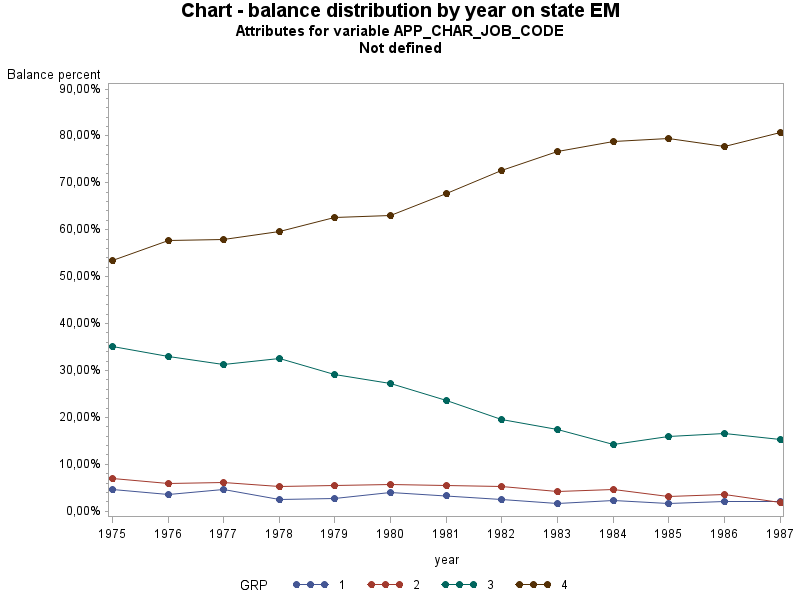 Chart - balance distribution by year on state EM
Attributes for variable APP_CHAR_JOB_CODE
Not defined
Balance percent
90,00%
80,00%
70,00%
60,00%
50,00%
40,00%
30,00%
20,00%
10,00%
0,00%
1975 1976 1977 1978 1979 1980 1981 1982 1983 1984 1985 1986 1987
year
GRP 1 2 3 4